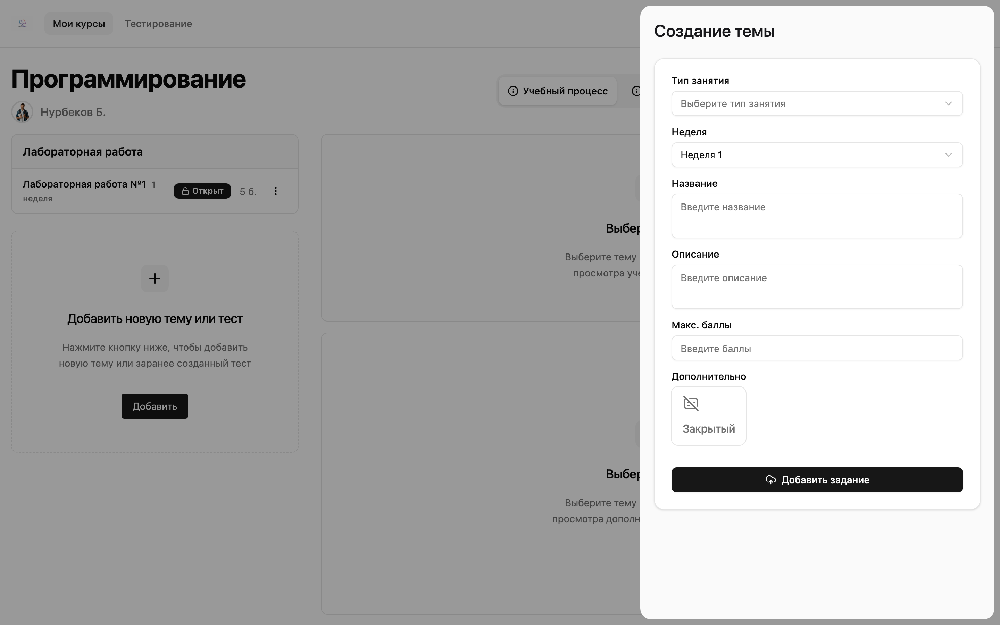 Мои курсы
Тестирование
Программирование
Нурбеков Б.
Учебный процесс
Лабораторная работа
Лабораторная работа №1 1
неделя
Открыт
5 б.
Добавить новую тему или тест
Нажмите кнопку ниже, чтобы добавить
новую тему или заранее созданный тест
Добавить
Выбер
Выберите тему
просмотра уче
Выбер
Выберите тему
просмотра дополн
Создание темы
Тип занятия
Выберите тип занятия
Неделя
Неделя 1
Название
Введите название
Описание
Введите описание
Макс. баллы
Введите баллы
Дополнительно
Закрытый
Добавить задание